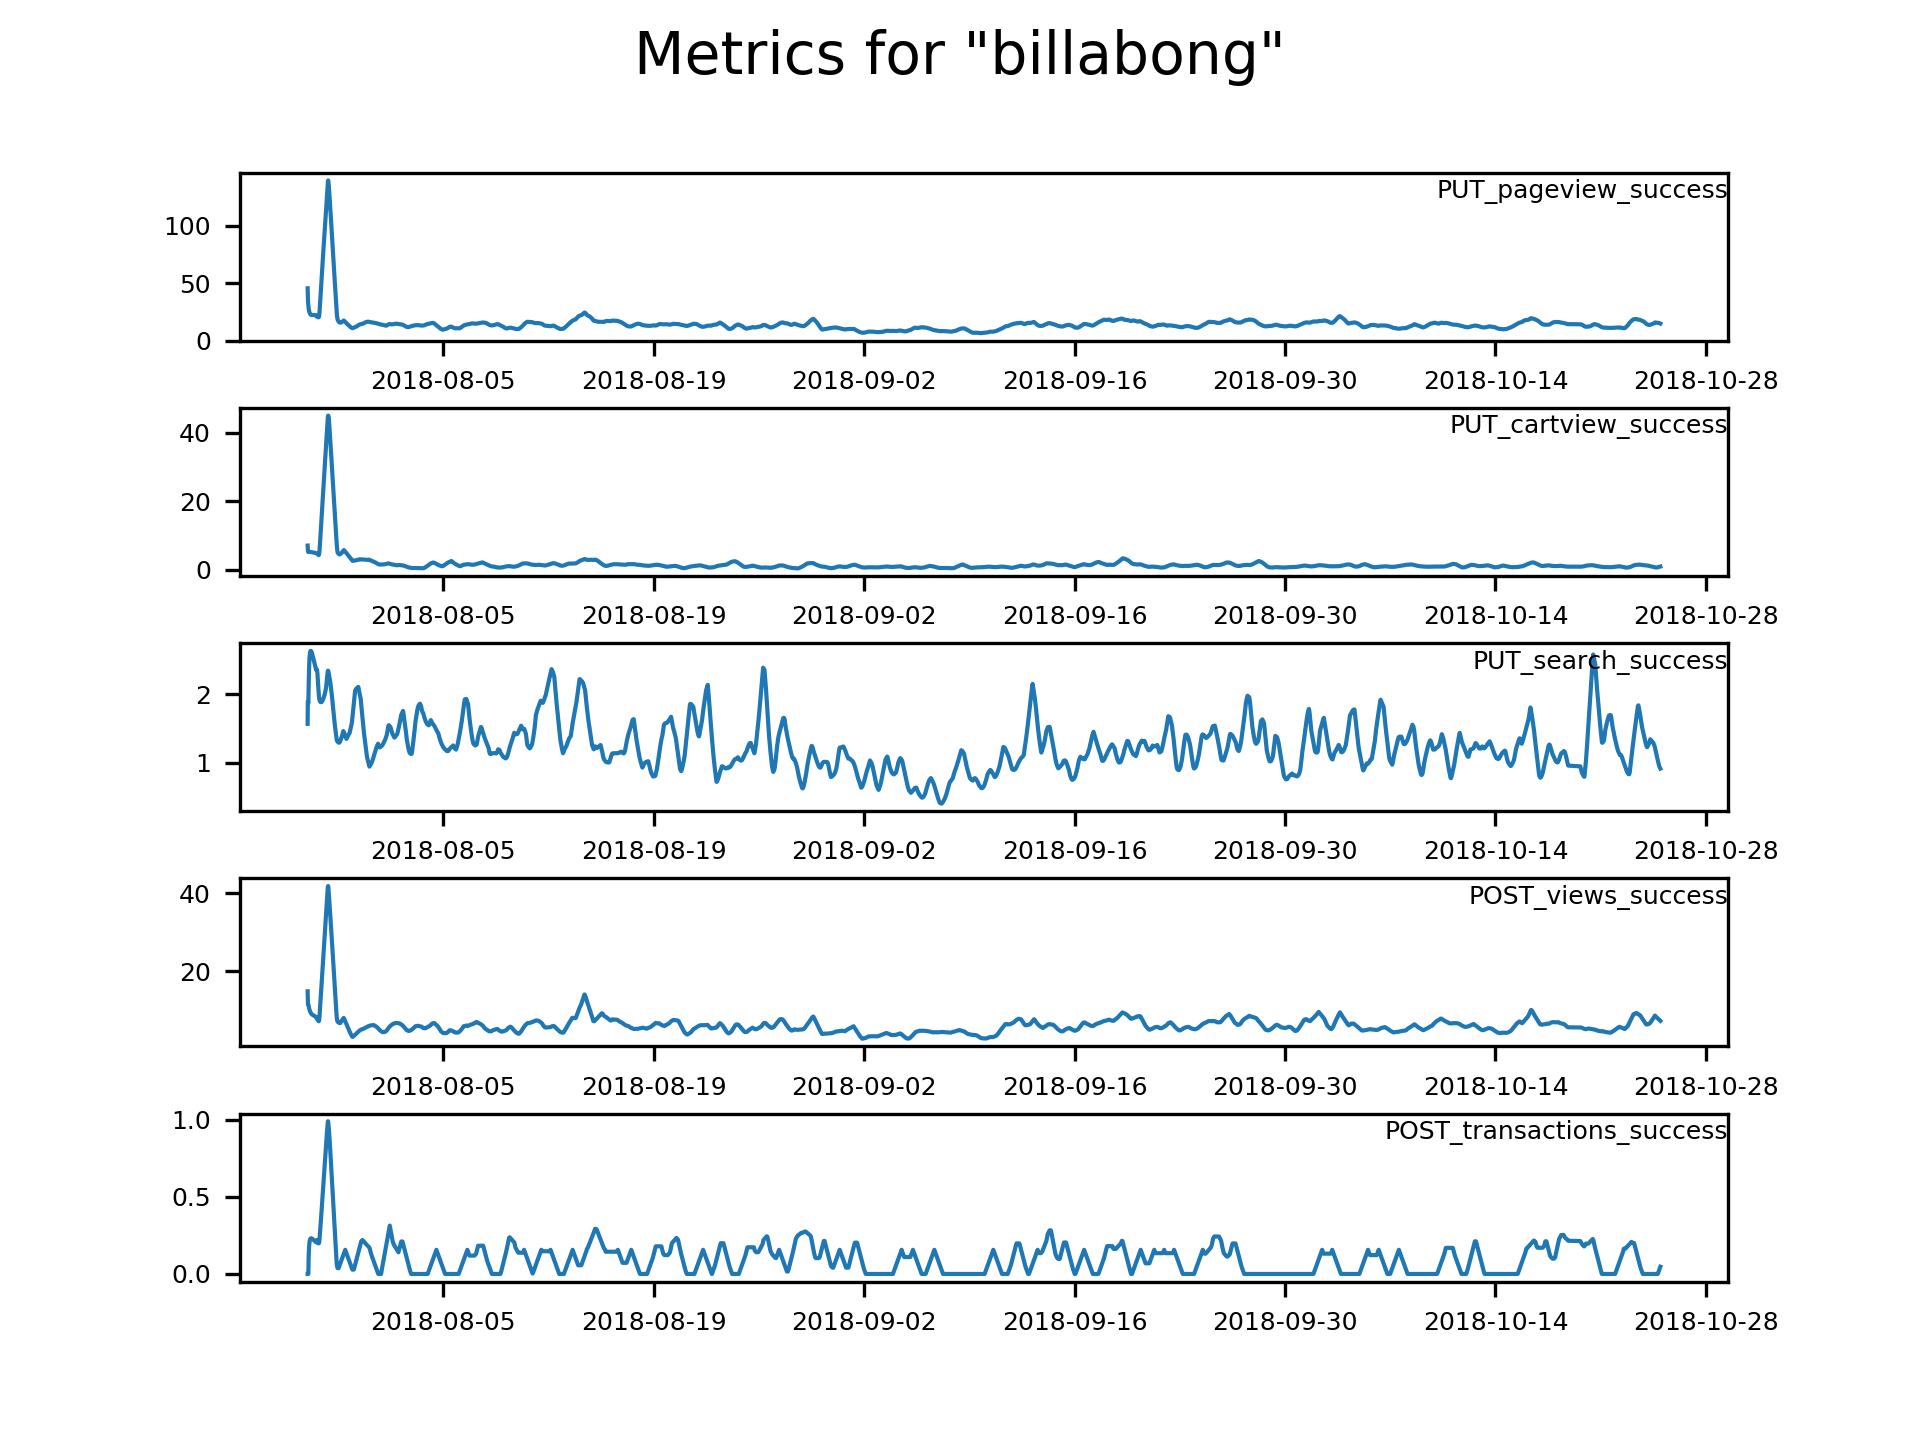 Metrics for "billabong"
PUT_pageview_success
100
50
0
2018-08-05 2018-08-19 2018-09-02 2018-09-16 2018-09-30 2018-10-14 2018-10-28
PUT_cartview_success
40
20
0
2018-08-05 2018-08-19 2018-09-02 2018-09-16 2018-09-30 2018-10-14 2018-10-28
PUT_search_success
2
1
2018-08-05 2018-08-19 2018-09-02 2018-09-16 2018-09-30 2018-10-14 2018-10-28
POST_views_success
40
20
2018-08-05 2018-08-19 2018-09-02 2018-09-16 2018-09-30 2018-10-14 2018-10-28
POST_transactions_success
1.0
0.5
0.0
2018-08-05 2018-08-19 2018-09-02 2018-09-16 2018-09-30 2018-10-14 2018-10-28